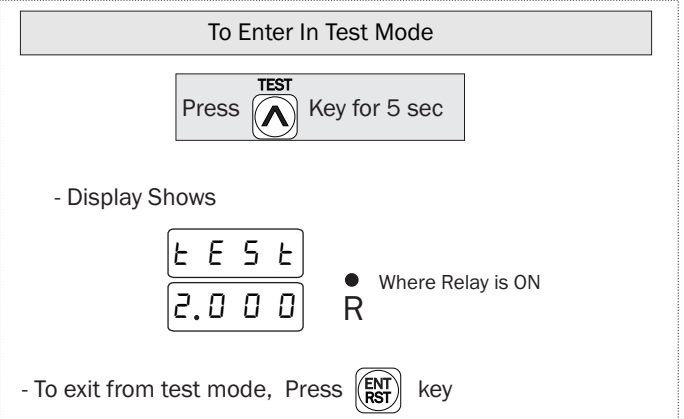 To Enter In Test Mode
TEST
Press Key for 5 sec
- Display Shows
tESt
● Where Relay is ON
2.000
R
- To exit from test mode, Press ENT RST key